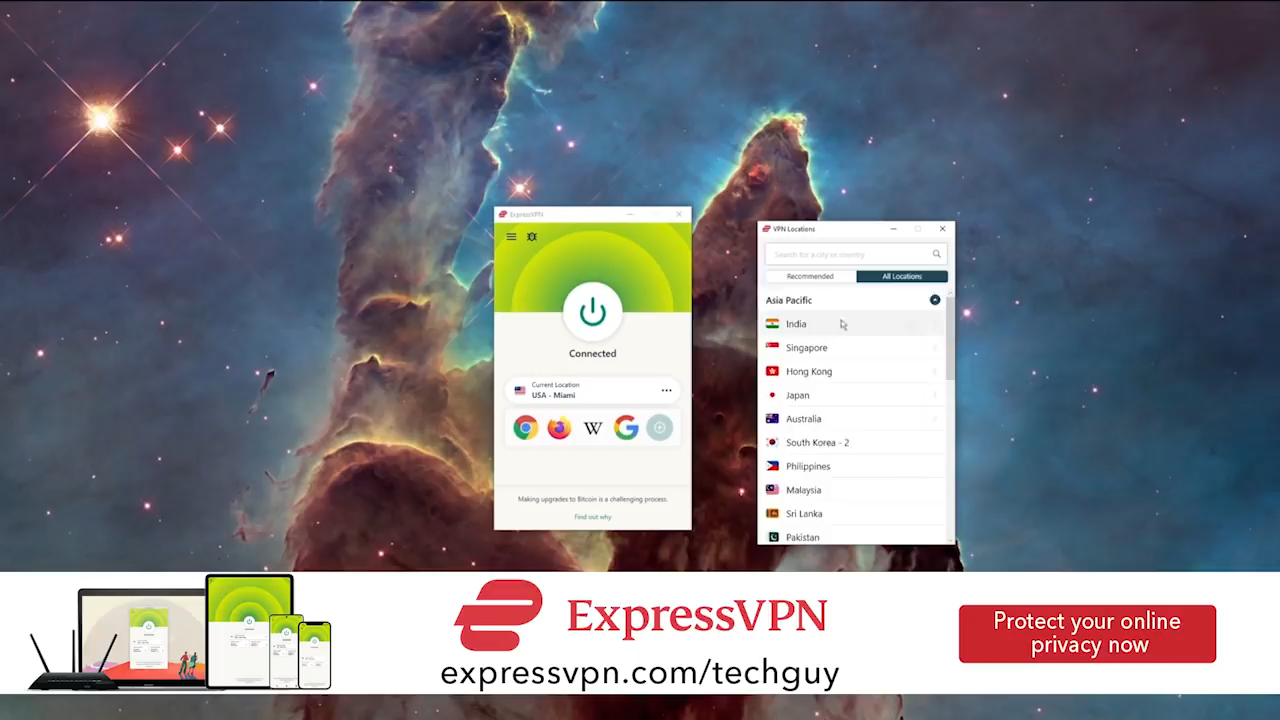 ExpressVPN
Connected
Current Location
USA - Miami
W
Making upgrades to Bitcoin is a challenging process.
Find out why
VPN Locations
Search for a city or country
Recommended
All Locations
Asia Pacific
India
Singapore
Hong Kong
Japan
Australia
South Korea - 2
Philippines
Malaysia
Sri Lanka
Pakistan
ExpressVPN
expressvpn.com/techguy
Protect your online
privacy now